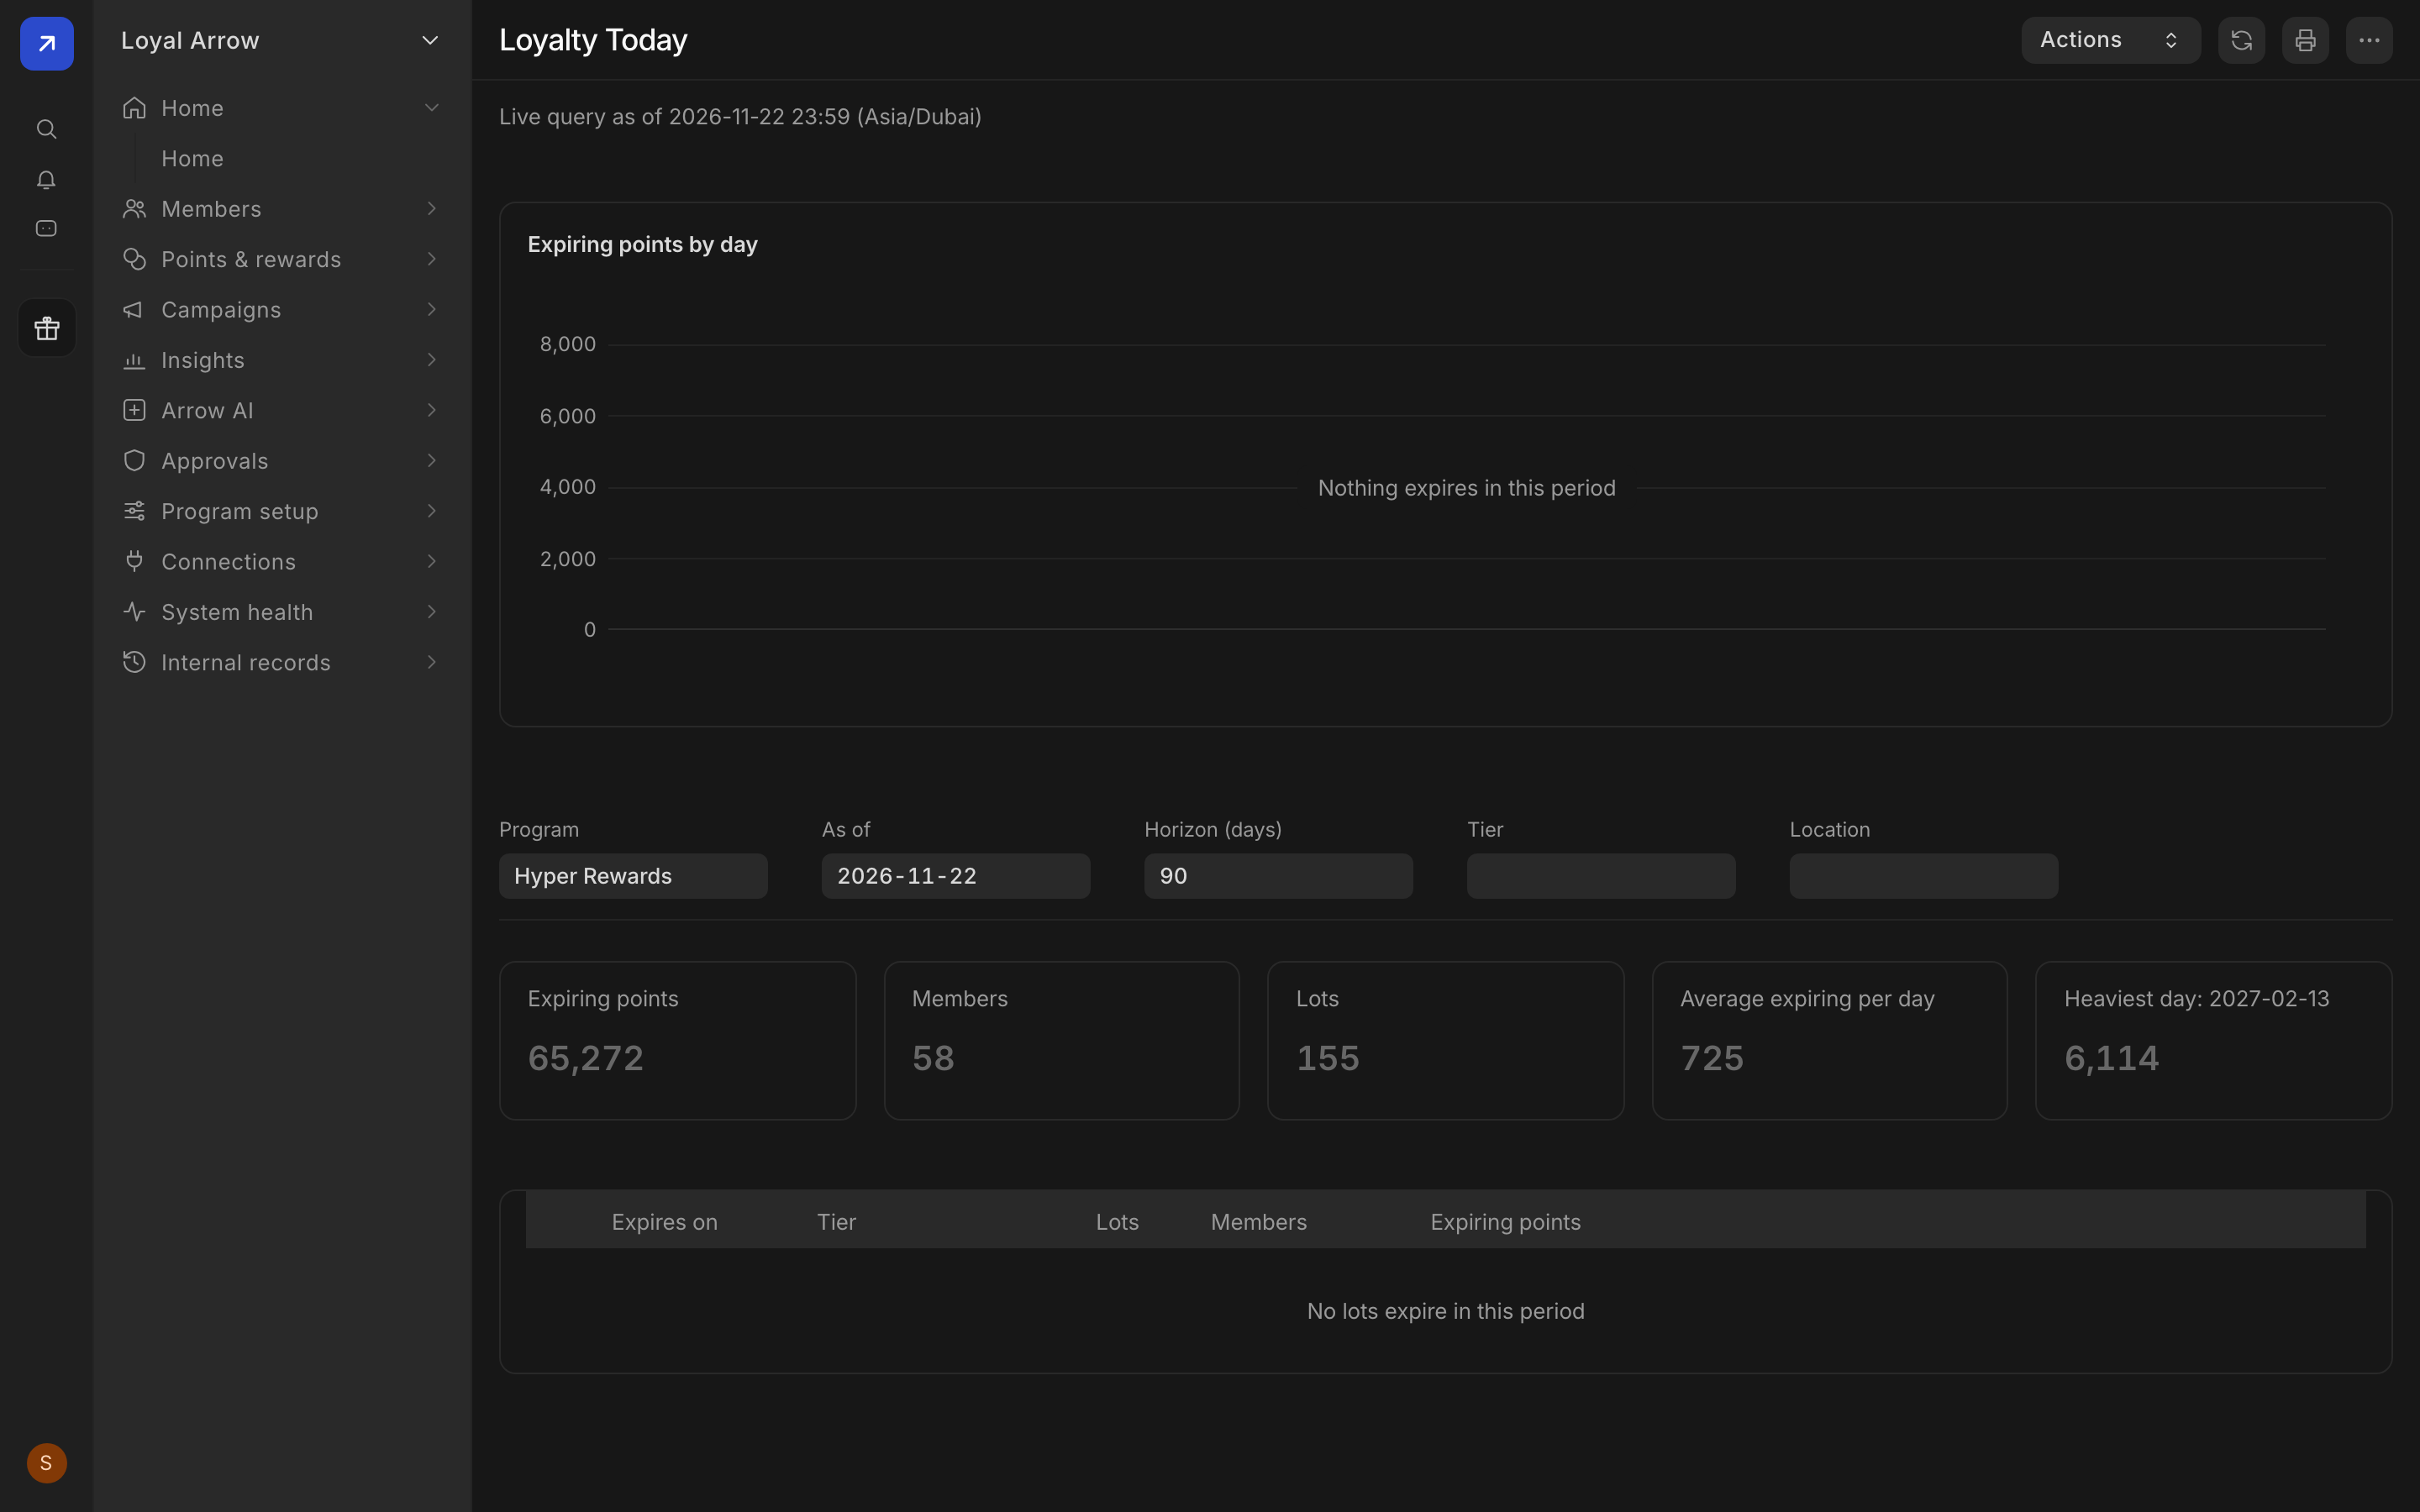 Loyal Arrow
Home
Home
Members
Points & rewards
Campaigns
Insights
Arrow AI
Approvals
Program setup
Connections
System health
Internal records
S
Loyalty Today
Actions
Live query as of 2026-11-22 23:59 (Asia/Dubai)
Expiring points by day
8,000
6,000
4,000
Nothing expires in this period
2,000
0
Program
As of
Horizon (days)
Tier
Location
Hyper Rewards
2026-11-22
90
Expiring points
Members
Lots
Average expiring per day
Heaviest day: 2027-02-13
65,272
58
155
725
6,114
Expires on
Tier
Lots
Members
Expiring points
No lots expire in this period